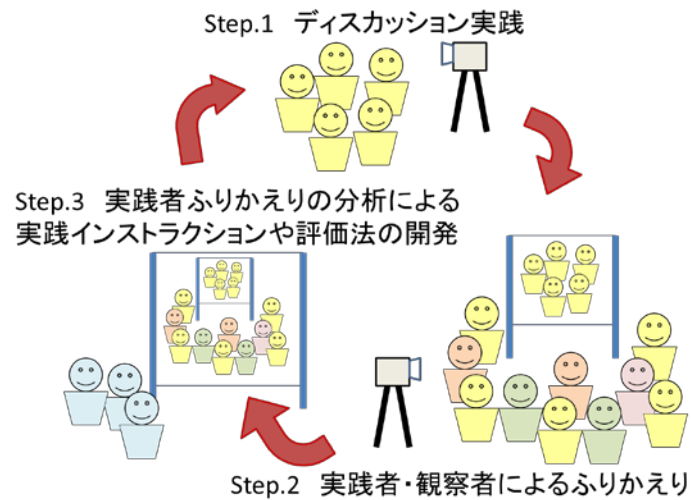 Step.1 ディスカッション実践
Step.3 実践者ふりかえりの分析による
実践インストラクションや評価法の開発
Step.2 実践者・観察者によるふりかえり